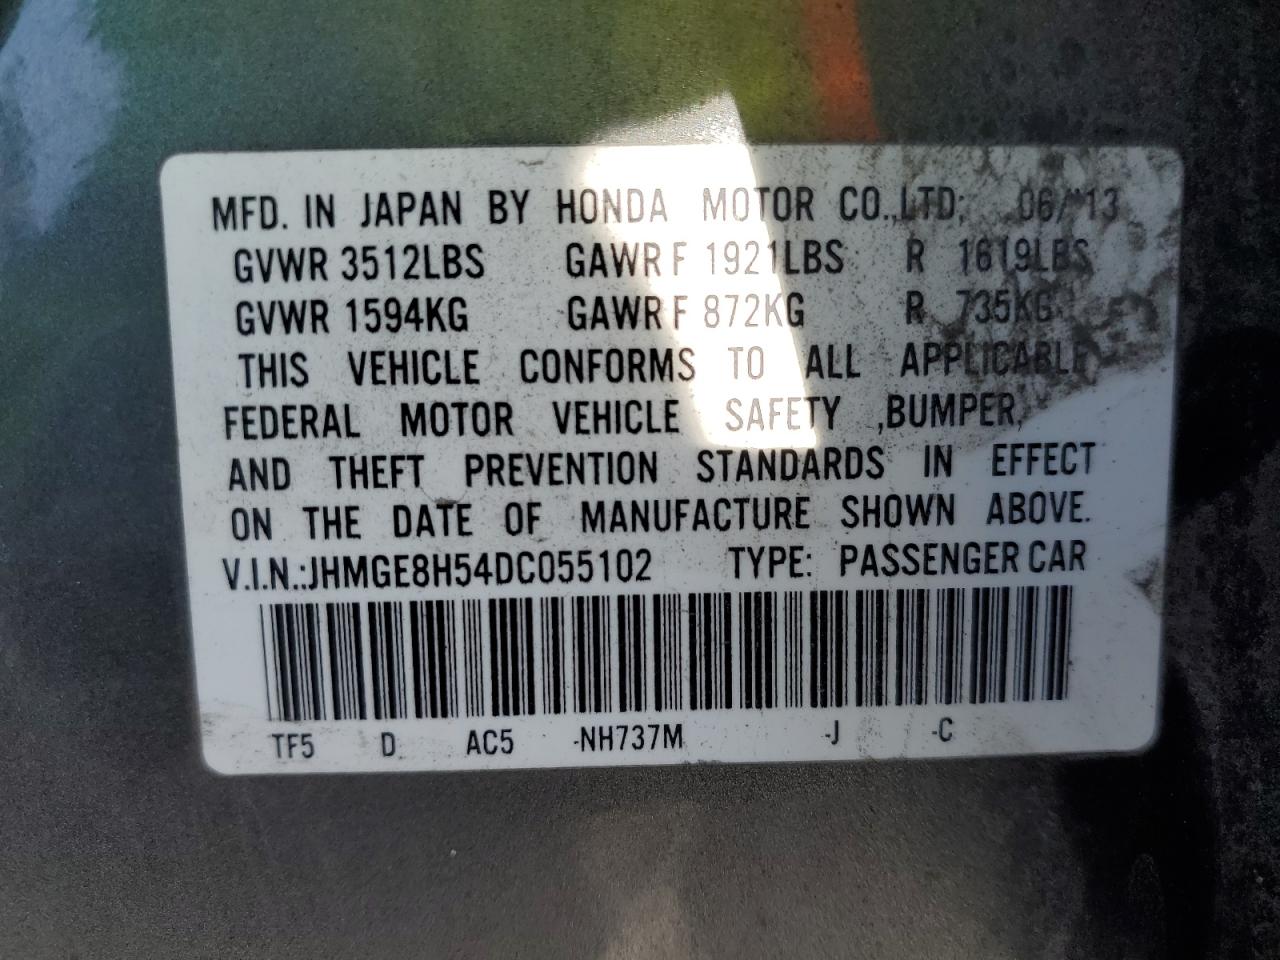 MFD. IN JAPAN BY HONDA MOTOR CO.,LTD; 06/'13
GVWR 3512LBS GAWR F 1921LBS R 1619LBS
GVWR 1594KG GAWR F 872KG R 735KG
THIS VEHICLE CONFORMS TO ALL APPLICABLE
FEDERAL MOTOR VEHICLE SAFETY ,BUMPER,
AND THEFT PREVENTION STANDARDS IN EFFECT
ON THE DATE OF MANUFACTURE SHOWN ABOVE.
V.I.N.:JHMGE8H54DC055102 TYPE: PASSENGER CAR
TF5 D AC5 -NH737M -J -C